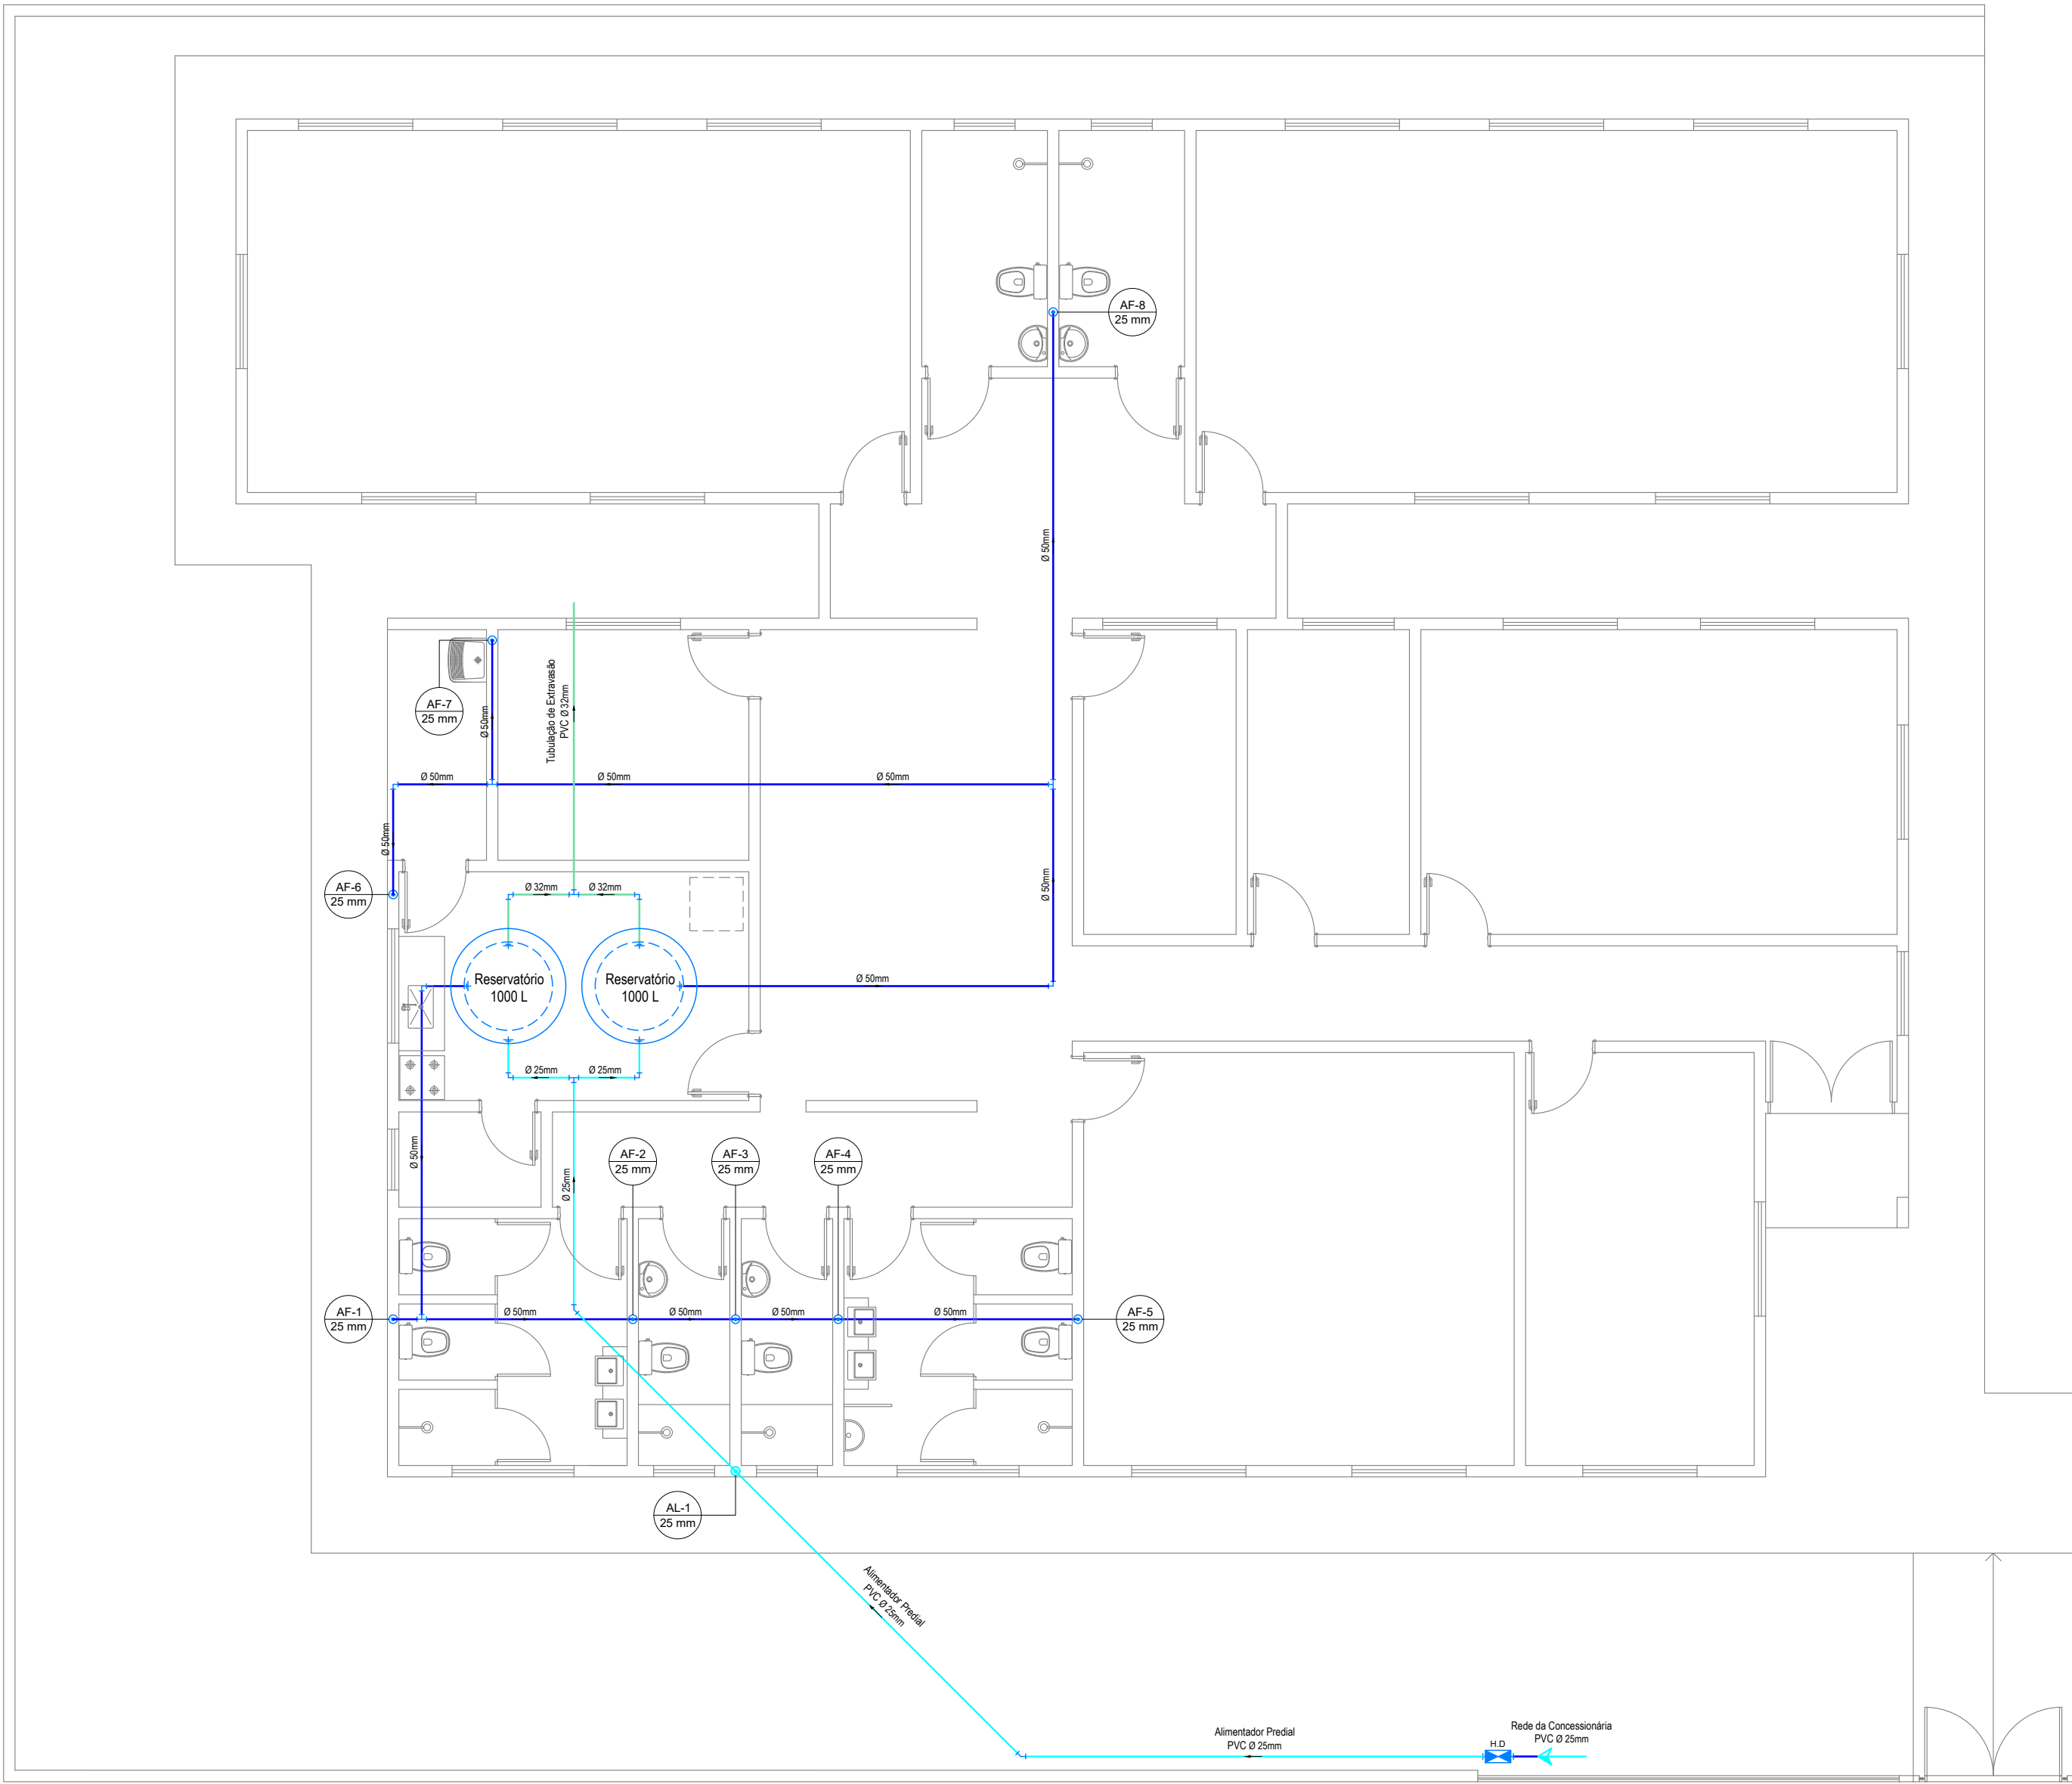 AF-8
25 mm
Ø 50mm
Tubulação de Extravasão
PVC Ø 32mm
AF-7
25 mm
Ø 50mm
Ø 50mm
Ø 50mm
Ø 50mm
Ø 50mm
AF-6
25 mm
Ø 32mm
Ø 32mm
Ø 50mm
Reservatório
1000 L
Reservatório
1000 L
Ø 50mm
Ø 25mm
Ø 25mm
Ø 50mm
AF-2
25 mm
AF-3
25 mm
AF-4
25 mm
Ø 25mm
AF-1
25 mm
Ø 50mm
Ø 50mm
Ø 50mm
Ø 50mm
AF-5
25 mm
AL-1
25 mm
Alimentador Predial
PVC Ø 25mm
Alimentador Predial
PVC Ø 25mm
H.D
Rede da Concessionária
PVC Ø 25mm